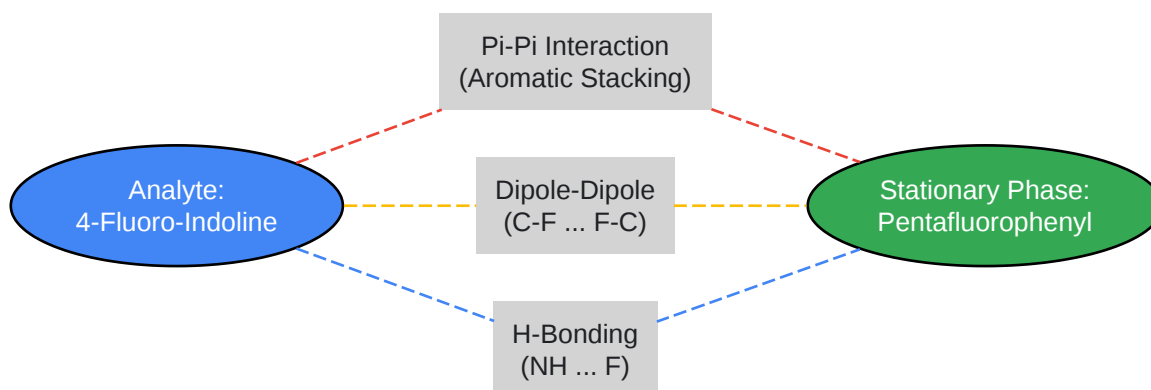 Pi-Pi Interaction
(Aromatic Stacking)
Analyte:
4-Fluoro-Indoline
Dipole-Dipole
(C-F ... F-C)
Stationary Phase:
Pentafluorophenyl
H-Bonding
(NH ... F)